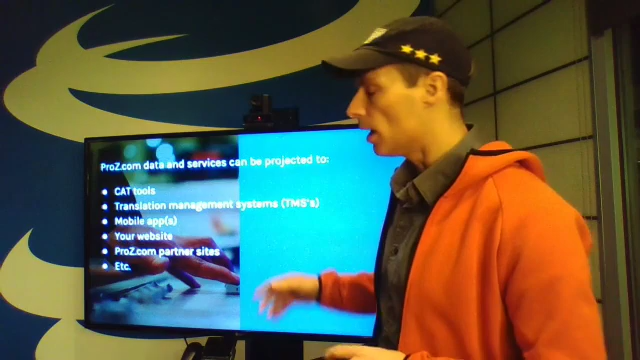 ProZ.com data and services can be projected to:
CAT tools
Translation management systems (TMS's)
Mobile app(s)
Your website
ProZ.com partner sites
Etc.